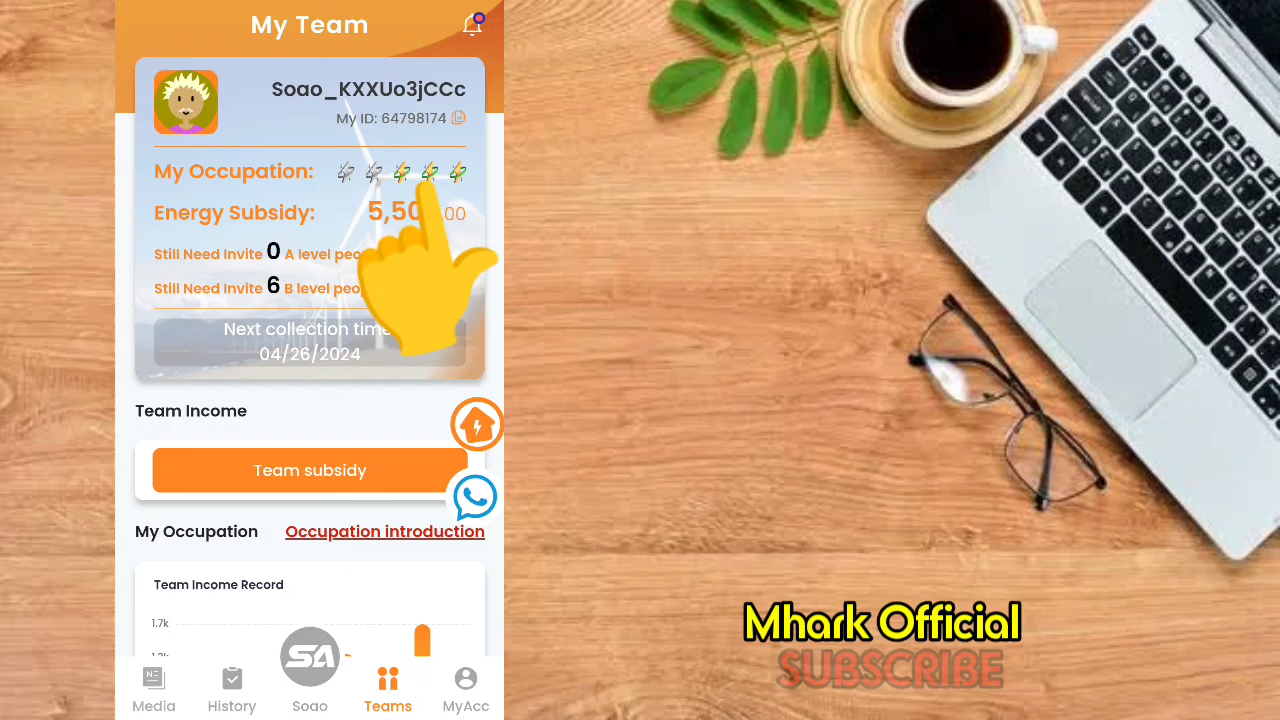 My Team
Soao_KXXUo3jCCc
My ID: 64798174
My Occupation:
Energy Subsidy:
Still Need Invite 0 A level
Still Need Invite 6 B level
Next collection time
04/26/2024
Team Income
Team subsidy
My Occupation Occupation introduction
Team Income Record
1.7k
SA
Media History Soao Teams MyAcc
Mhark Official
SUBSCRIBE